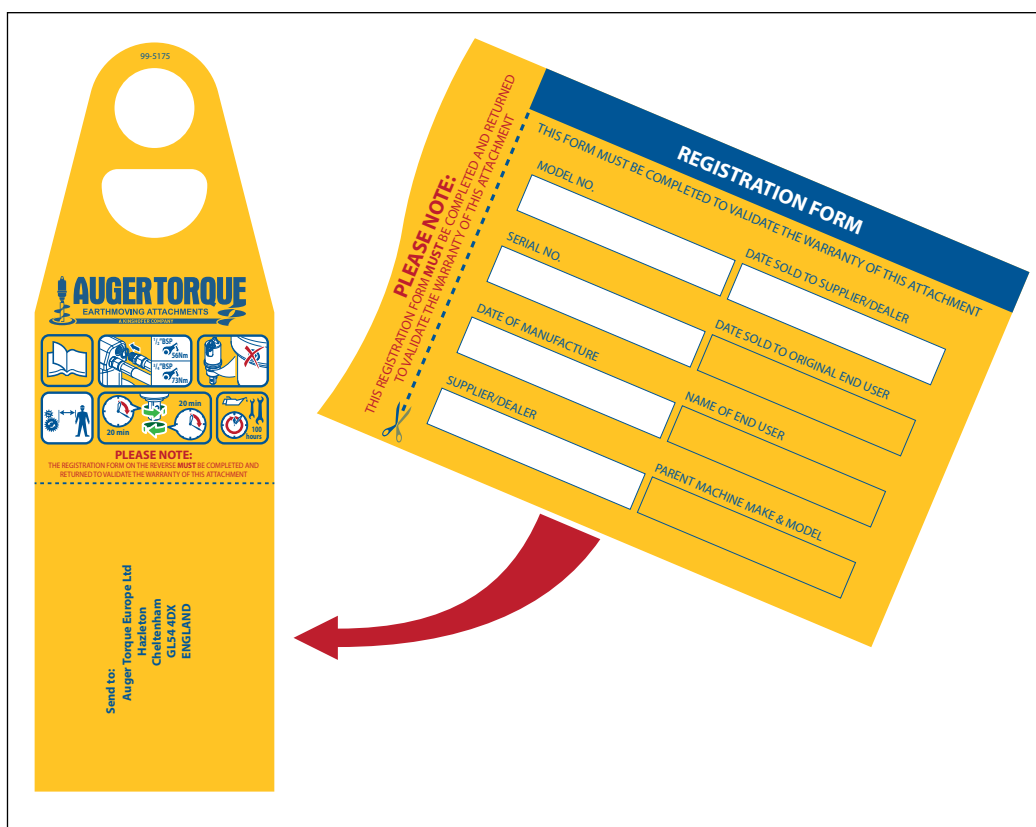 99-5175
AUGER TORQUE
EARTHMOVING ATTACHMENTS
A KINSHOFER COMPANY
1/2"BSP
56Nm
3/4"BSP
73Nm
20 min
20 min
100
hours
PLEASE NOTE:
THE REGISTRATION FORM ON THE REVERSE MUST BE COMPLETED AND
RETURNED TO VALIDATE THE WARRANTY OF THIS ATTACHMENT
Send to:
Auger Torque Europe Ltd
Hazleton
Cheltenham
GL54 4DX
ENGLAND
PLEASE NOTE:
THIS REGISTRATION FORM MUST BE COMPLETED AND RETURNED
TO VALIDATE THE WARRANTY OF THIS ATTACHMENT
REGISTRATION FORM
THIS FORM MUST BE COMPLETED TO VALIDATE THE WARRANTY OF THIS ATTACHMENT
MODEL NO.
SERIAL NO.
DATE OF MANUFACTURE
SUPPLIER/DEALER
DATE SOLD TO SUPPLIER/DEALER
DATE SOLD TO ORIGINAL END USER
NAME OF END USER
PARENT MACHINE MAKE & MODEL